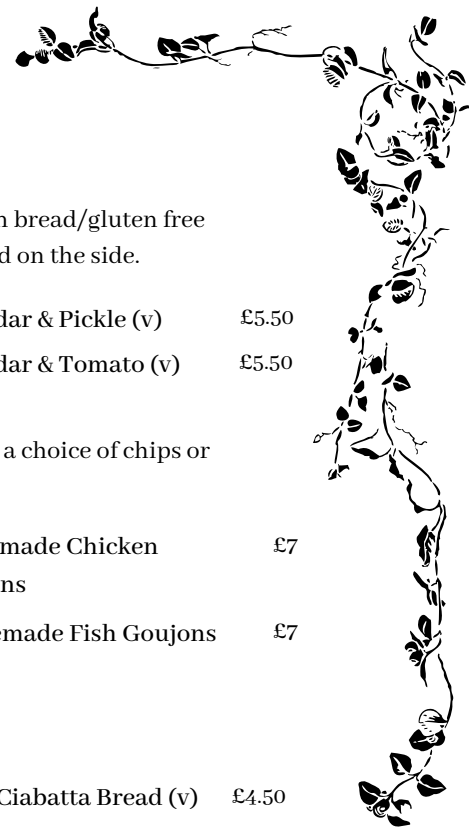 n bread/gluten free
d on the side.
dar & Pickle (v) £5.50
dar & Tomato (v) £5.50
a choice of chips or
made Chicken £7
ns
emade Fish Goujons £7
Ciabatta Bread (v) £4.50